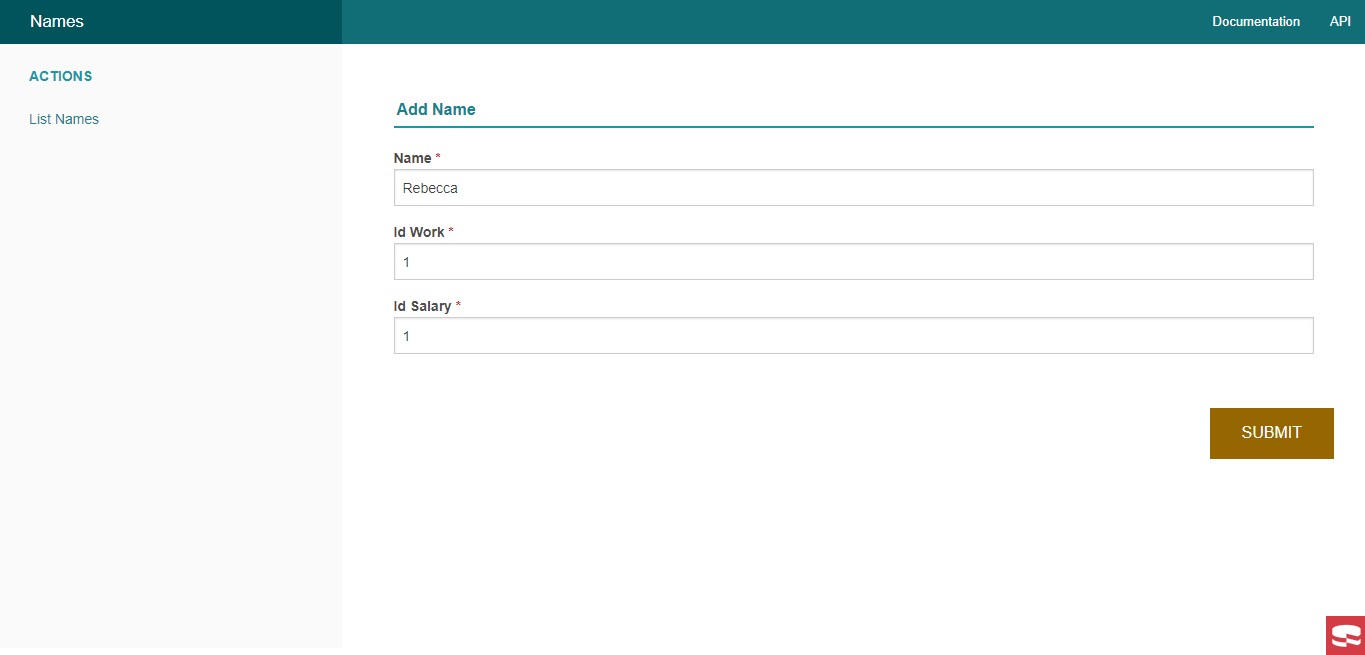 Names
Documentation API
ACTIONS
List Names
Add Name
Name *
Rebecca
Id Work *
1
Id Salary *
1
SUBMIT